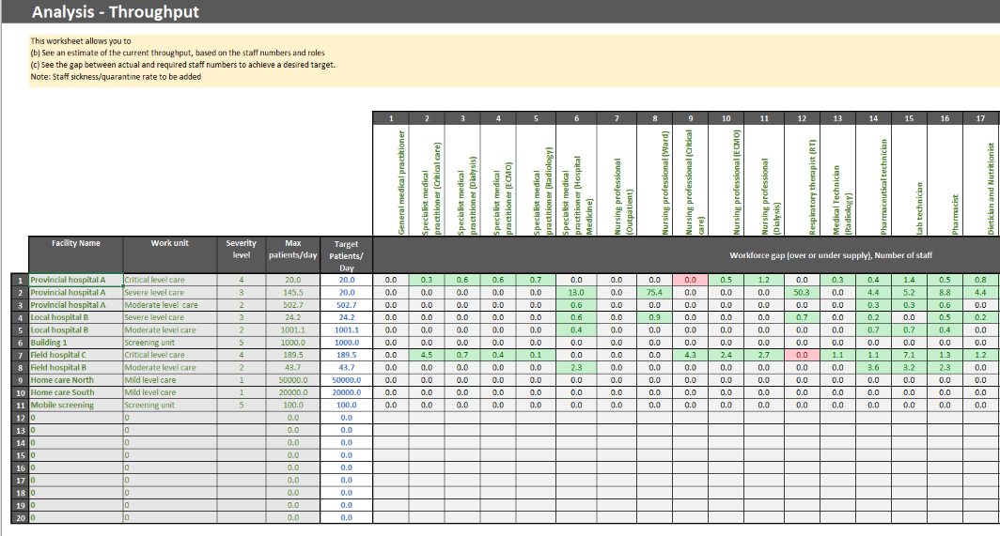 Analysis - Throughput
This worksheet allows you to
(b) See an estimate of the current throughput, based on the staff numbers and roles
(c) See the gap between actual and required staff numbers to achieve a desired target.
Note: Staff sickness/quarantine rate to be added
1 2 3 4 5 6 7 8 9 10 11 12 13 14 15 16 17
General medical practitioner
Specialist medical
practitioner (Critical care)
Specialist medical
practitioner (Dialysis)
Specialist medical
practitioner (ECMO)
Specialist medical
practitioner (Radiology)
Specialist medical
practitioner (Hospital
Medicine)
Nursing professional
(Outpatient)
Nursing professional (Ward)
Nursing professional (Critical
care)
Nursing professional (ECMO)
Nursing professional
(Dialysis)
Respiratory therapist (RT)
Medical Technician
(Radiology)
Pharmaceutical technician
Lab technician
Pharmacist
Dietician and Nutritionist
Facility Name Work unit Severity level Max patients/day Target Patients/ Day Workforce gap (over or under supply), Number of staff
1 Provincial hospital A Critical level care 4 20.0 20.0 0.0 0.3 0.6 0.6 0.7 0.0 0.0 0.0 0.0 0.5 1.2 0.0 0.3 0.4 1.4 0.5 0.8
2 Provincial hospital A Severe level care 3 145.5 20.0 0.0 0.0 0.0 0.0 0.0 13.0 0.0 75.4 0.0 0.0 0.0 50.3 0.0 4.4 5.2 8.8 4.4
3 Provincial hospital A Moderate level care 2 502.7 502.7 0.0 0.0 0.0 0.0 0.0 0.6 0.0 0.0 0.0 0.0 0.0 0.0 0.0 0.3 0.3 0.6 0.0
4 Local hospital B Severe level care 3 24.2 24.2 0.0 0.0 0.0 0.0 0.0 0.6 0.0 0.9 0.0 0.0 0.0 0.7 0.0 0.2 0.0 0.5 0.2
5 Local hospital B Moderate level care 2 1001.1 1001.1 0.0 0.0 0.0 0.0 0.0 0.4 0.0 0.0 0.0 0.0 0.0 0.0 0.0 0.7 0.7 0.4 0.0
6 Building 1 Screening unit 5 1000.0 1000.0 0.0 0.0 0.0 0.0 0.0 0.0 0.0 0.0 0.0 0.0 0.0 0.0 0.0 0.0 0.0 0.0 0.0
7 Field hospital C Critical level care 4 189.5 189.5 0.0 4.5 0.7 0.4 0.1 0.0 0.0 0.0 4.3 2.4 2.7 0.0 1.1 1.1 7.1 1.3 1.2
8 Field hospital B Moderate level care 2 43.7 43.7 0.0 0.0 0.0 0.0 0.0 2.3 0.0 0.0 0.0 0.0 0.0 0.0 0.0 3.6 3.2 2.3 0.0
9 Home care North Mild level care 1 50000.0 50000.0 0.0 0.0 0.0 0.0 0.0 0.0 0.0 0.0 0.0 0.0 0.0 0.0 0.0 0.0 0.0 0.0 0.0
10 Home care South Mild level care 1 20000.0 20000.0 0.0 0.0 0.0 0.0 0.0 0.0 0.0 0.0 0.0 0.0 0.0 0.0 0.0 0.0 0.0 0.0 0.0
11 Mobile screening Screening unit 5 100.0 100.0 0.0 0.0 0.0 0.0 0.0 0.0 0.0 0.0 0.0 0.0 0.0 0.0 0.0 0.0 0.0 0.0 0.0
12 0 0 0.0 0.0
13 0 0 0.0 0.0
14 0 0 0.0 0.0
15 0 0 0.0 0.0
16 0 0 0.0 0.0
17 0 0 0.0 0.0
18 0 0 0.0 0.0
19 0 0 0.0 0.0
20 0 0 0.0 0.0